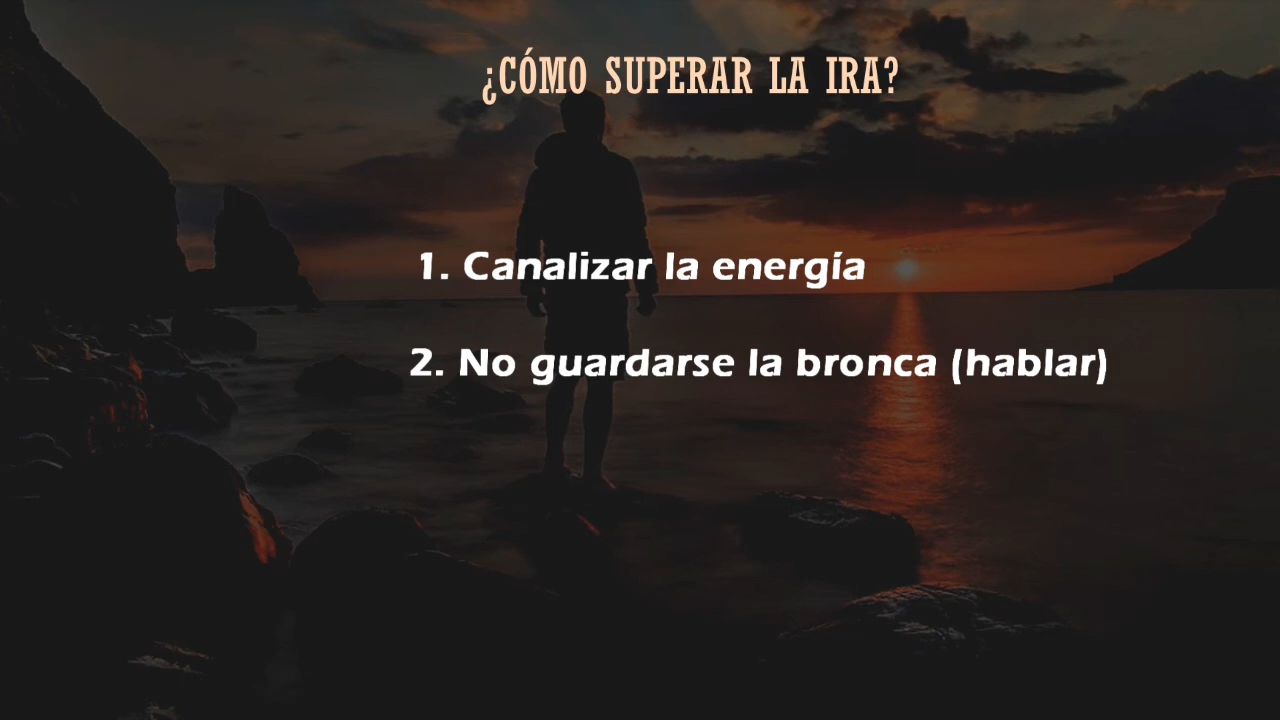 ¿CÓMO SUPERAR LA IRA?
1. Canalizar la energía
2. No guardarse la bronca (hablar)